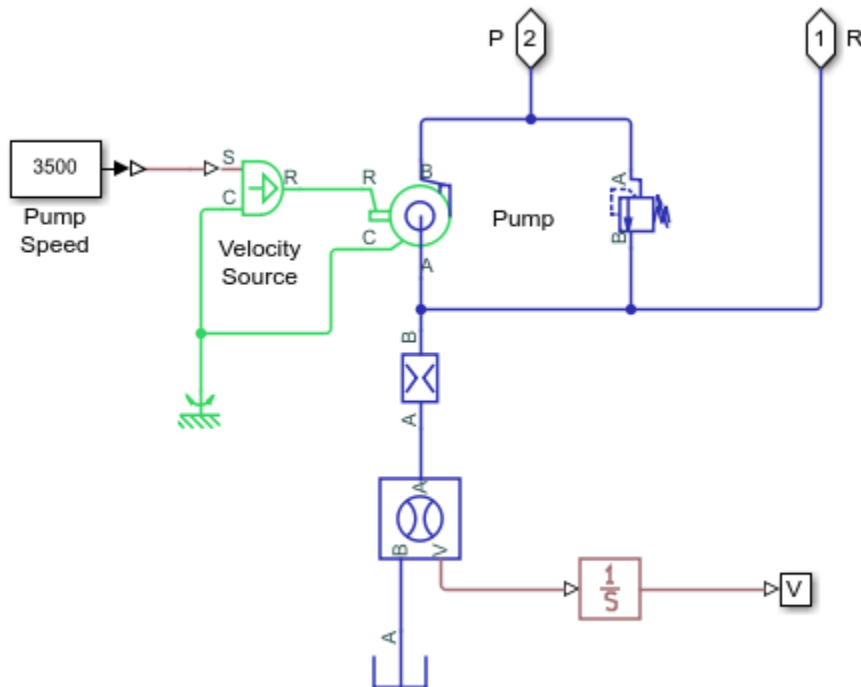 P 2
1 R
3500
Pump
Speed
S
C
R
Velocity
Source
R
C
B
A
Pump
A
B
B
A
A
B
V
A
1
S
V